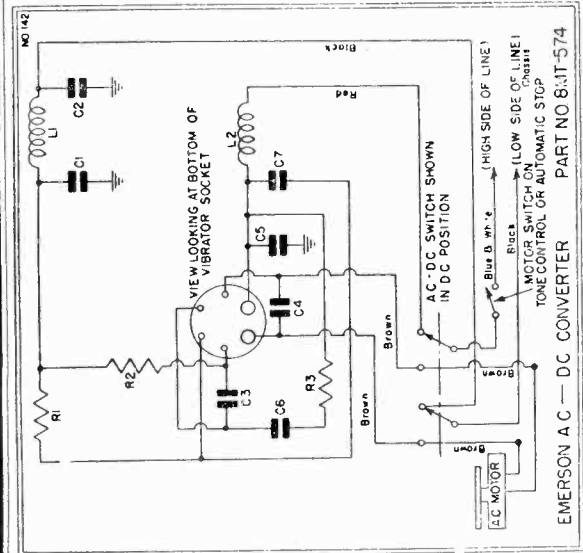 NO 142
Black
L1
C2
C1
R1
R2
VIEW LOOKING AT BOTTOM OF
VIBRATOR SOCKET
Red
L2
C7
C5
C4
C3
C6
R3
Brown
Brown
AC-DC SWITCH SHOWN
IN DC POSITION
Blue & White
(HIGH SIDE OF LINE)
Black
(LOW SIDE OF LINE)
Chassis
MOTOR SWITCH ON
TONE CONTROL OR AUTOMATIC STOP
Brown
Brown
AC MOTOR
EMERSON AC — DC CONVERTER PART NO. 8MT-574